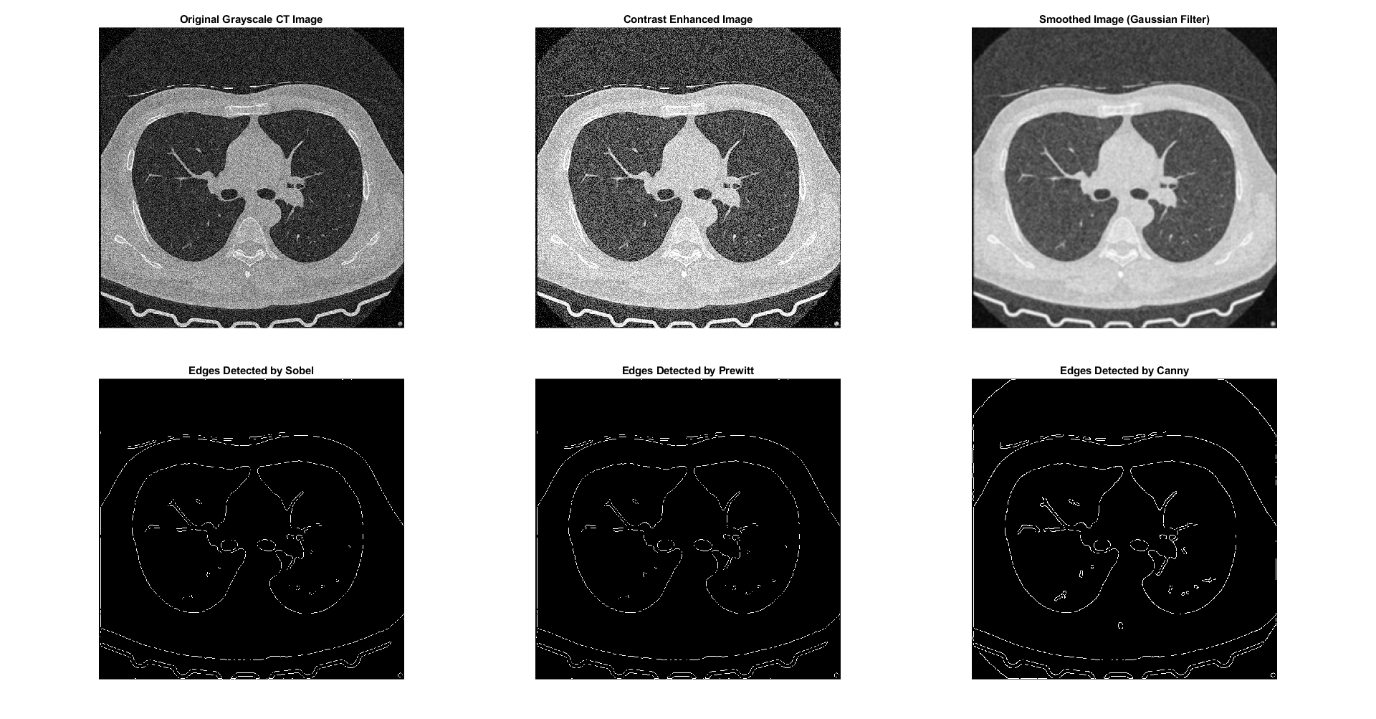 Original Grayscale CT Image
Contrast Enhanced Image
Smoothed Image (Gaussian Filter)
Edges Detected by Sobel
Edges Detected by Prewitt
Edges Detected by Canny